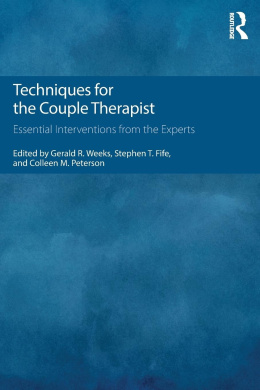 ROUTLEDGE
Techniques for
the Couple Therapist
Essential Interventions from the Experts
Edited by Gerald R. Weeks, Stephen T. Fife,
and Colleen M. Peterson